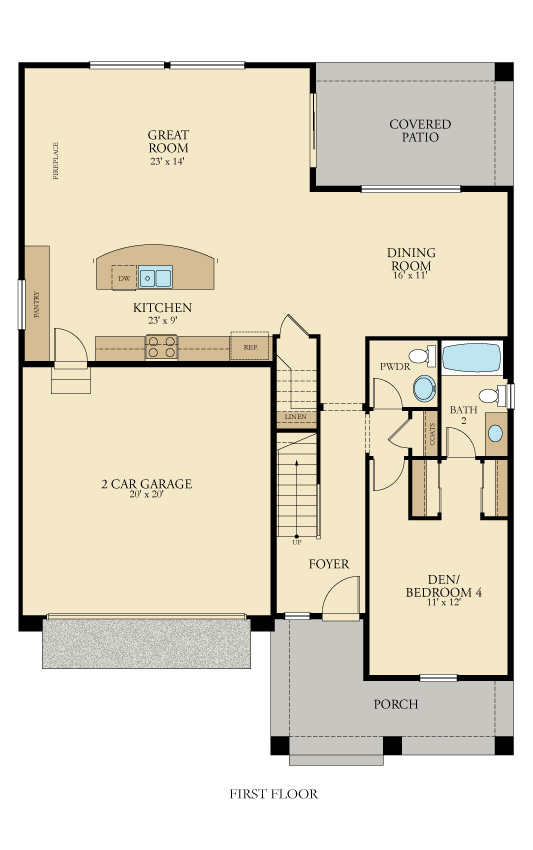 COVERED
PATIO
GREAT
ROOM
23' x 14'
FIREPLACE
DINING
ROOM
16' x 11'
DW
PANTRY
KITCHEN
23' x 9'
REF.
PWDR
LINEN
BATH
2
COATS
2 CAR GARAGE
20' x 20'
UP
FOYER
DEN/
BEDROOM 4
11' x 12'
PORCH
FIRST FLOOR